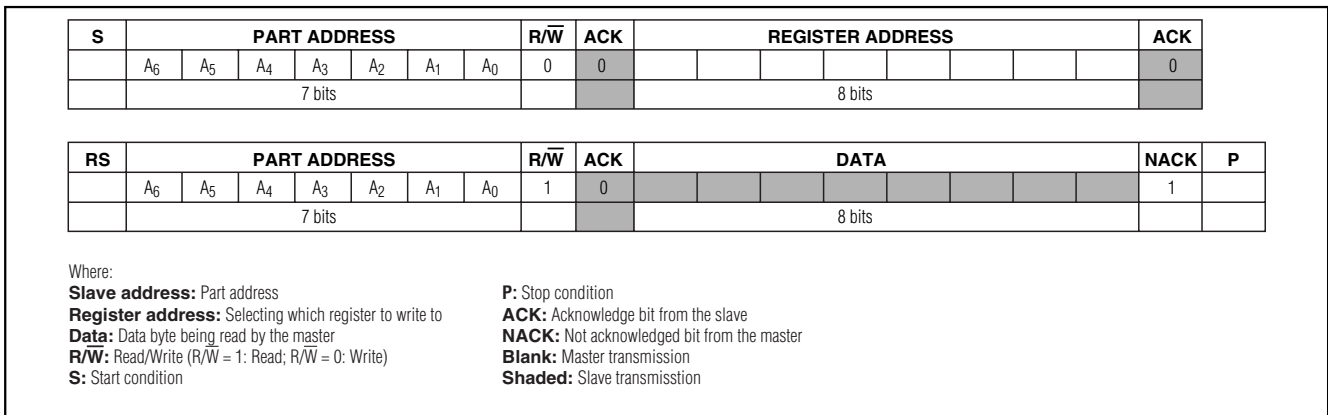 S PART ADDRESS R/W̅ ACK REGISTER ADDRESS ACK
A6 A5 A4 A3 A2 A1 A0 0 0 0
7 bits 8 bits
RS PART ADDRESS R/W̅ ACK DATA NACK P
A6 A5 A4 A3 A2 A1 A0 1 0 1
7 bits 8 bits
Where:
Slave address: Part address
Register address: Selecting which register to write to
Data: Data byte being read by the master
R/W̅: Read/Write (R/W̅ = 1: Read; R/W̅ = 0: Write)
S: Start condition
P: Stop condition
ACK: Acknowledge bit from the slave
NACK: Not acknowledged bit from the master
Blank: Master transmission
Shaded: Slave transmisstion